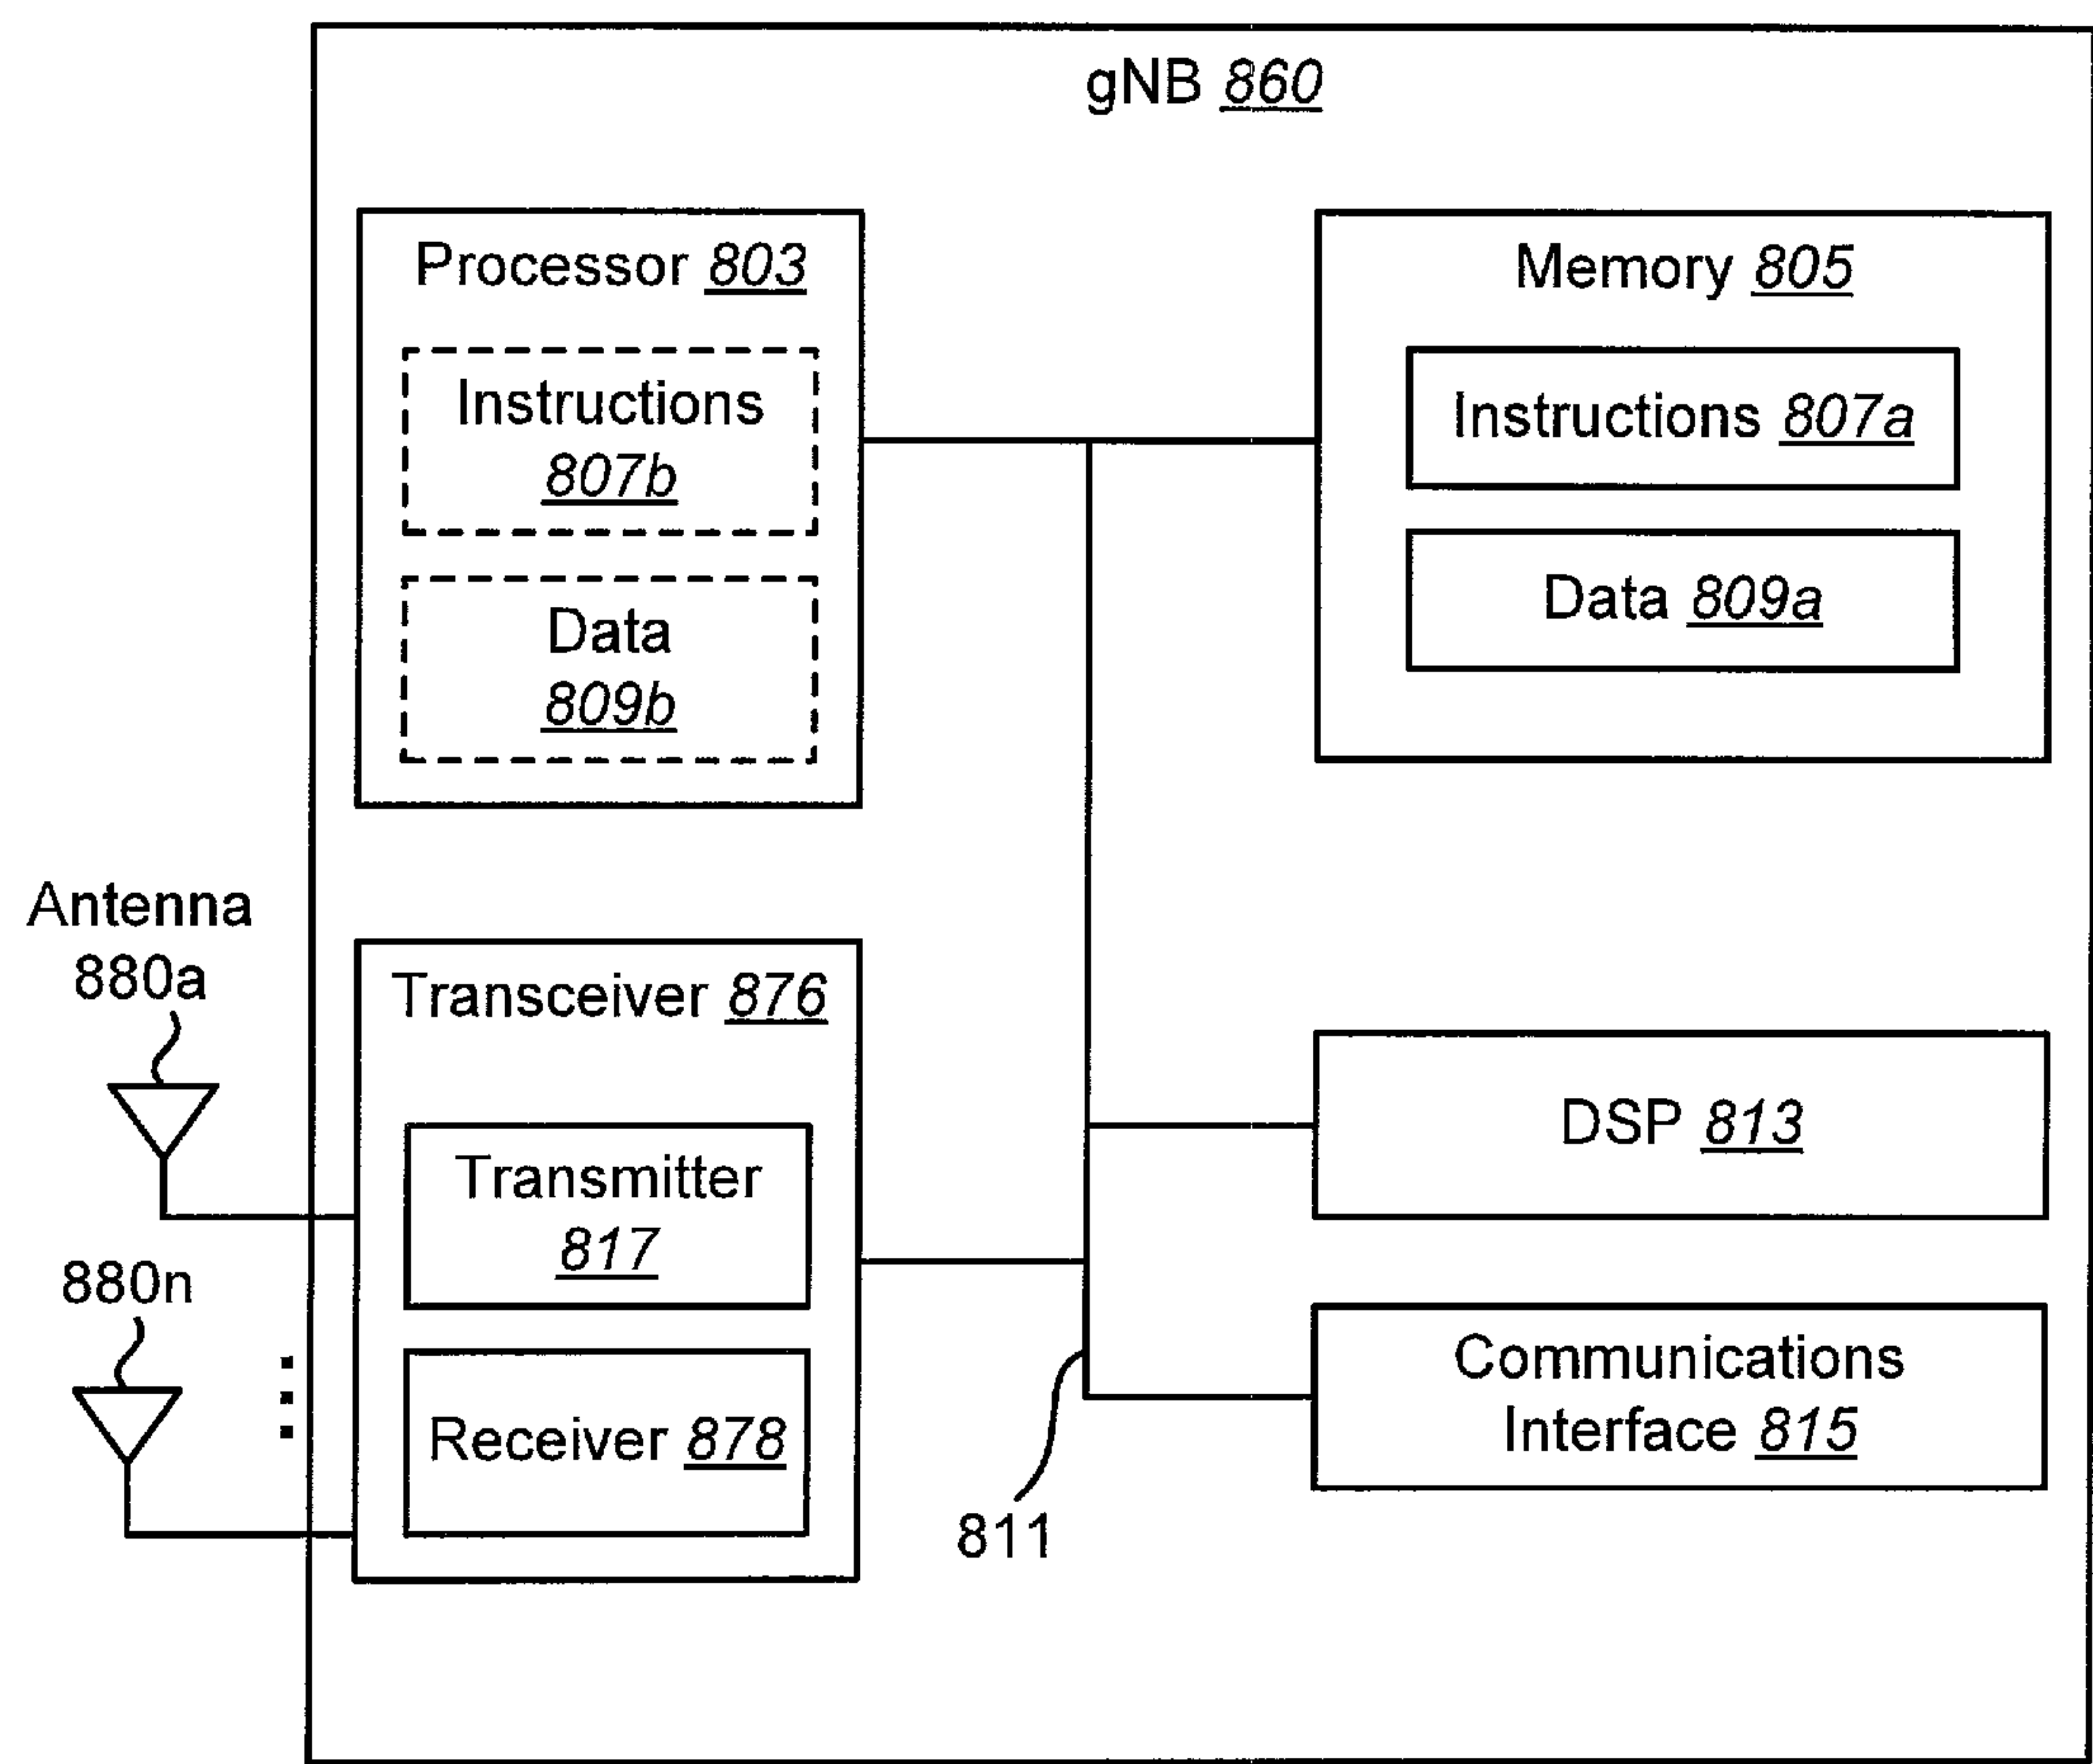 gNB 860
Processor 803
Instructions
807b
Data
809b
Memory 805
Instructions 807a
Data 809a
Antenna
880a
880n
Transceiver 876
Transmitter
817
Receiver 878
DSP 813
Communications
Interface 815
811